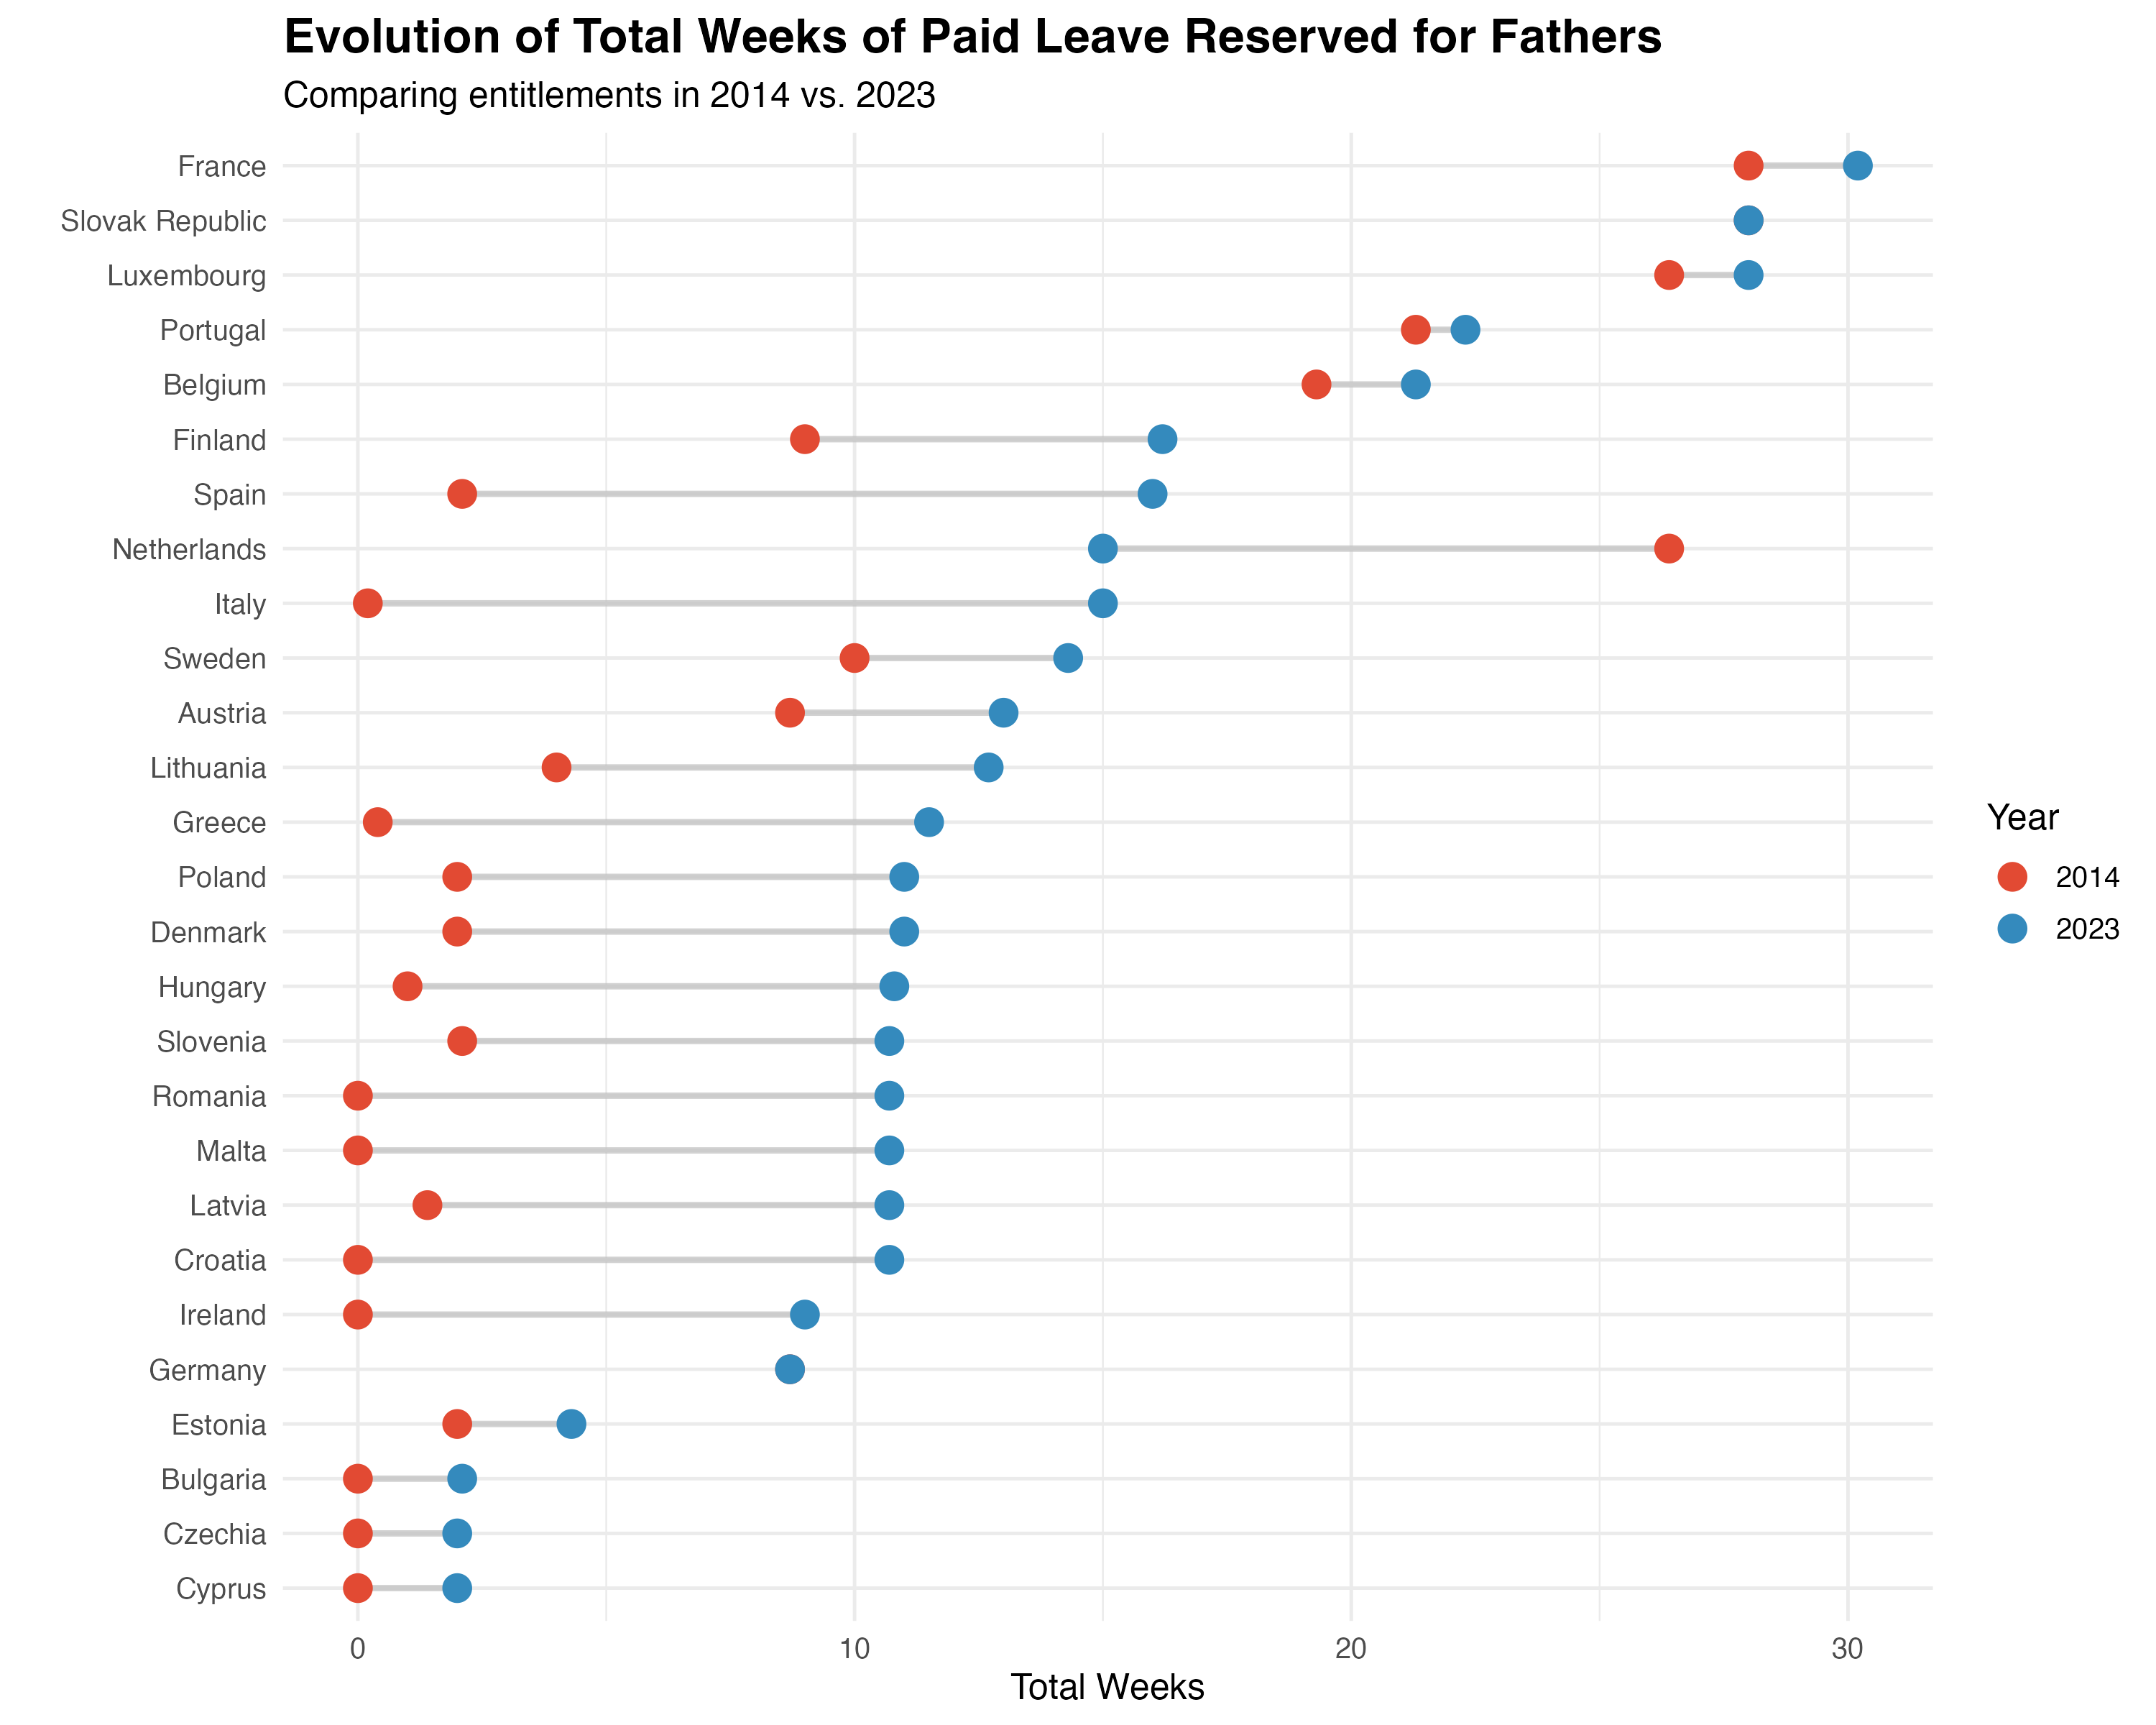 Evolution of Total Weeks of Paid Leave Reserved for Fathers
Comparing entitlements in 2014 vs. 2023
France
Slovak Republic
Luxembourg
Portugal
Belgium
Finland
Spain
Netherlands
Italy
Sweden
Austria
Lithuania
Greece
Poland
Denmark
Hungary
Slovenia
Romania
Malta
Latvia
Croatia
Ireland
Germany
Estonia
Bulgaria
Czechia
Cyprus
0 10 20 30
Total Weeks
Year
2014
2023